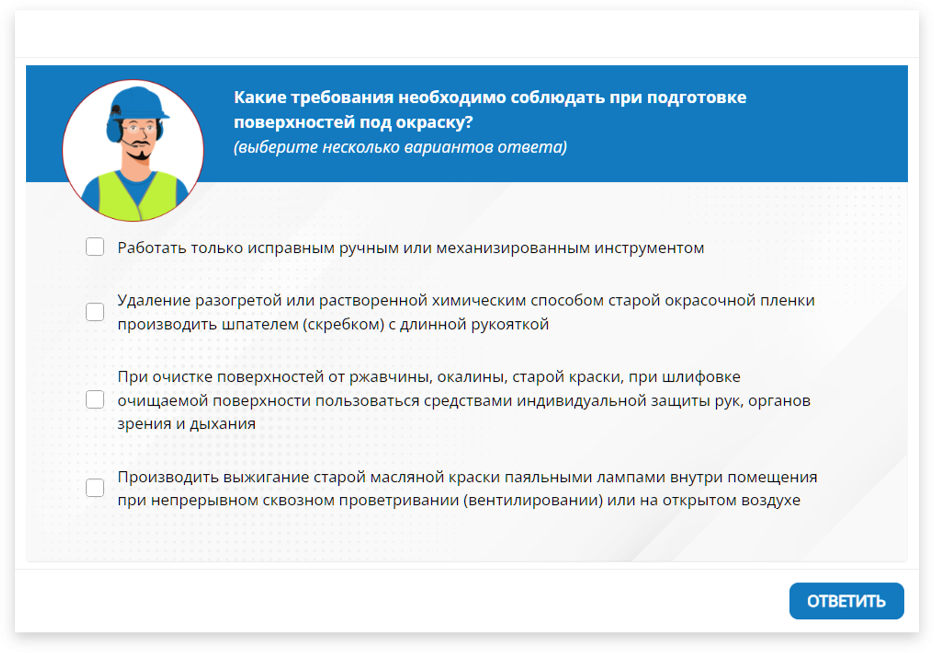 Какие требования необходимо соблюдать при подготовке
поверхностей под окраску?
(выберите несколько вариантов ответа)
Работать только исправным ручным или механизированным инструментом
Удаление разогретой или растворенной химическим способом старой окрасочной пленки
производить шпателем (скребком) с длинной рукояткой
При очистке поверхностей от ржавчины, окалины, старой краски, при шлифовке
очищаемой поверхности пользоваться средствами индивидуальной защиты рук, органов
зрения и дыхания
Производить выжигание старой масляной краски паяльными лампами внутри помещения
при непрерывном сквозном проветривании (вентилировании) или на открытом воздухе
ОТВЕТИТЬ